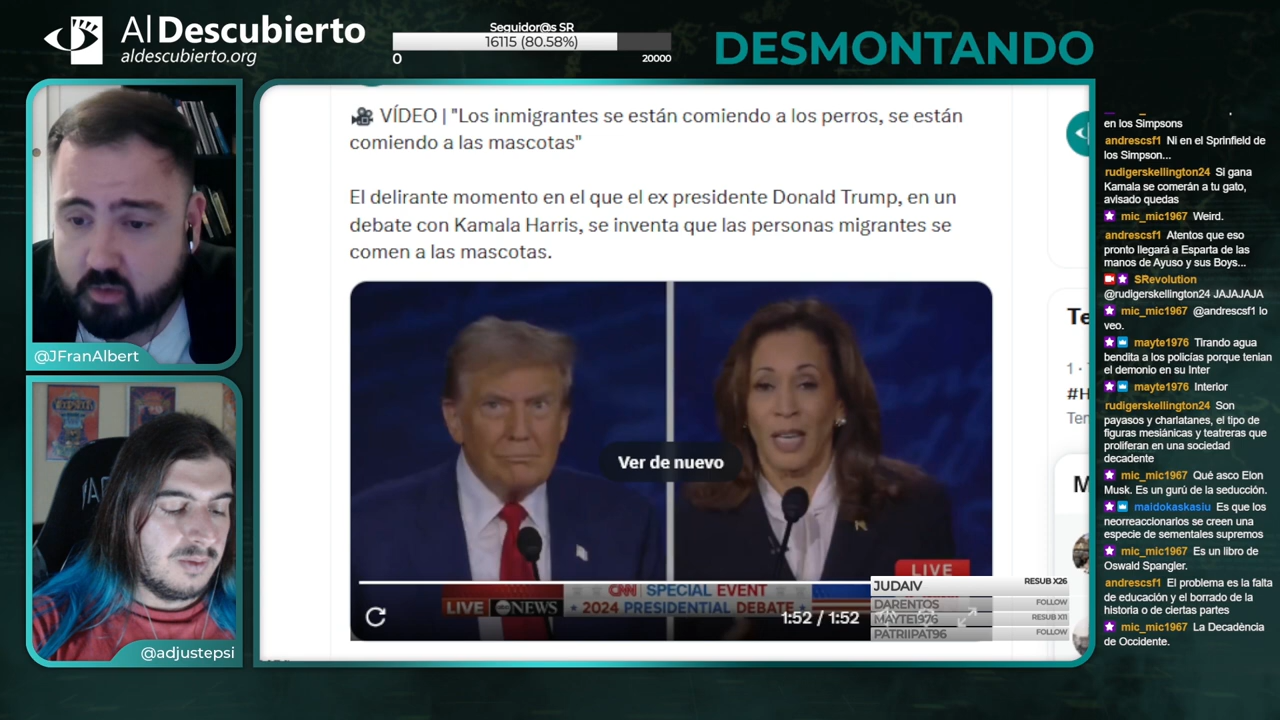 Al Descubierto
aldescubierto.org
Seguidor@s SR
16115 (80.58%)
0
20000
DESMONTANDO
@JFranAlbert
@adjustepsi
🎥 VÍDEO | "Los inmigrantes se están comiendo a los perros, se están
comiendo a las mascotas"
El delirante momento en el que el ex presidente Donald Trump, en un
debate con Kamala Harris, se inventa que las personas migrantes se
comen a las mascotas.
Ver de nuevo
LIVE
CNN SPECIAL EVENT
LIVE abc NEWS
* 2024 PRESIDENTIAL DEBATE *
1:52 / 1:52
JUDAIV RESUB X26
DARENTOS FOLLOW
MAYTE1976 RESUB X11
PATRIIPAT96 FOLLOW
Te
1 ·
#H
Ter
M
en los Simpsons
andrescsf1 Ni en el Sprinfield de
los Simpson...
rudigerskellington24 SI gana
Kamala se comerán a tu gato,
avisado quedas
mic_mic1967 Weird.
andrescsf1 Atentos que eso
pronto llegará a Esparta de las
manos de Ayuso y sus Boys...
SRevolution
@rudigerskellington24 JAJAJAJA
mic_mic1967 @andrescsf1 lo
veo.
mayte1976 Tirando agua
bendita a los policías porque tenian
el demonio en su Inter
mayte1976 Interior
rudigerskellington24 Son
payasos y charlatanes, el tipo de
figuras mesiánicas y teatreras que
proliferan en una sociedad
decadente
mic_mic1967 Qué asco Elon
Musk. Es un gurú de la seducción.
maidokaskasiu Es que los
neorreaccionarios se creen una
especie de sementales supremos
mic_mic1967 Es un libro de
Oswald Spangler.
andrescsf1 El problema es la falta
de educación y el borrado de la
historia o de ciertas partes
mic_mic1967 La Decadència
de Occidente.